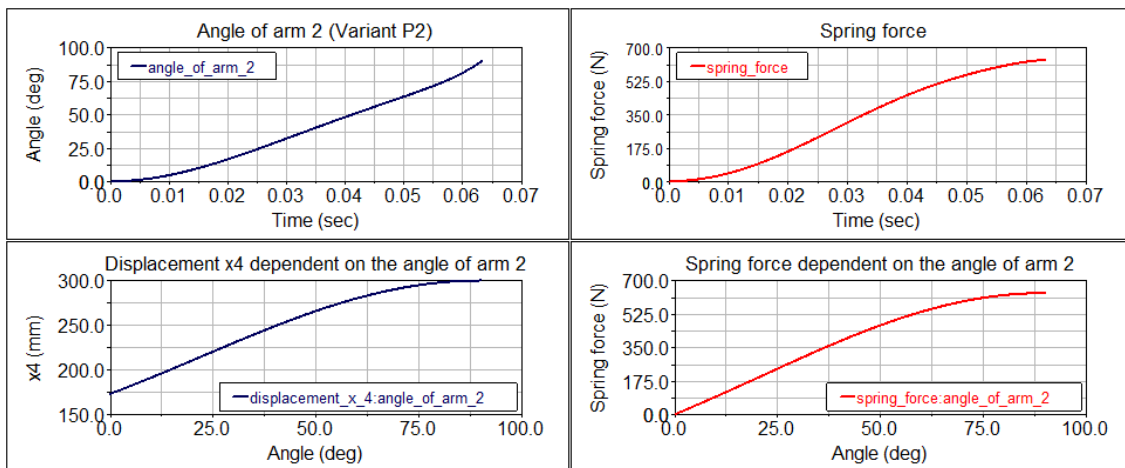 Angle of arm 2 (Variant P2)
Angle (deg)
100.0
75.0
50.0
25.0
0.0
angle_of_arm_2
0.0 0.01 0.02 0.03 0.04 0.05 0.06 0.07
Time (sec)
Spring force
Spring force (N)
700.0
525.0
350.0
175.0
0.0
spring_force
0.0 0.01 0.02 0.03 0.04 0.05 0.06 0.07
Time (sec)
Displacement x4 dependent on the angle of arm 2
x4 (mm)
300.0
250.0
200.0
150.0
displacement_x_4:angle_of_arm_2
0.0 25.0 50.0 75.0 100.0
Angle (deg)
Spring force dependent on the angle of arm 2
Spring force (N)
700.0
525.0
350.0
175.0
0.0
spring_force:angle_of_arm_2
0.0 25.0 50.0 75.0 100.0
Angle (deg)